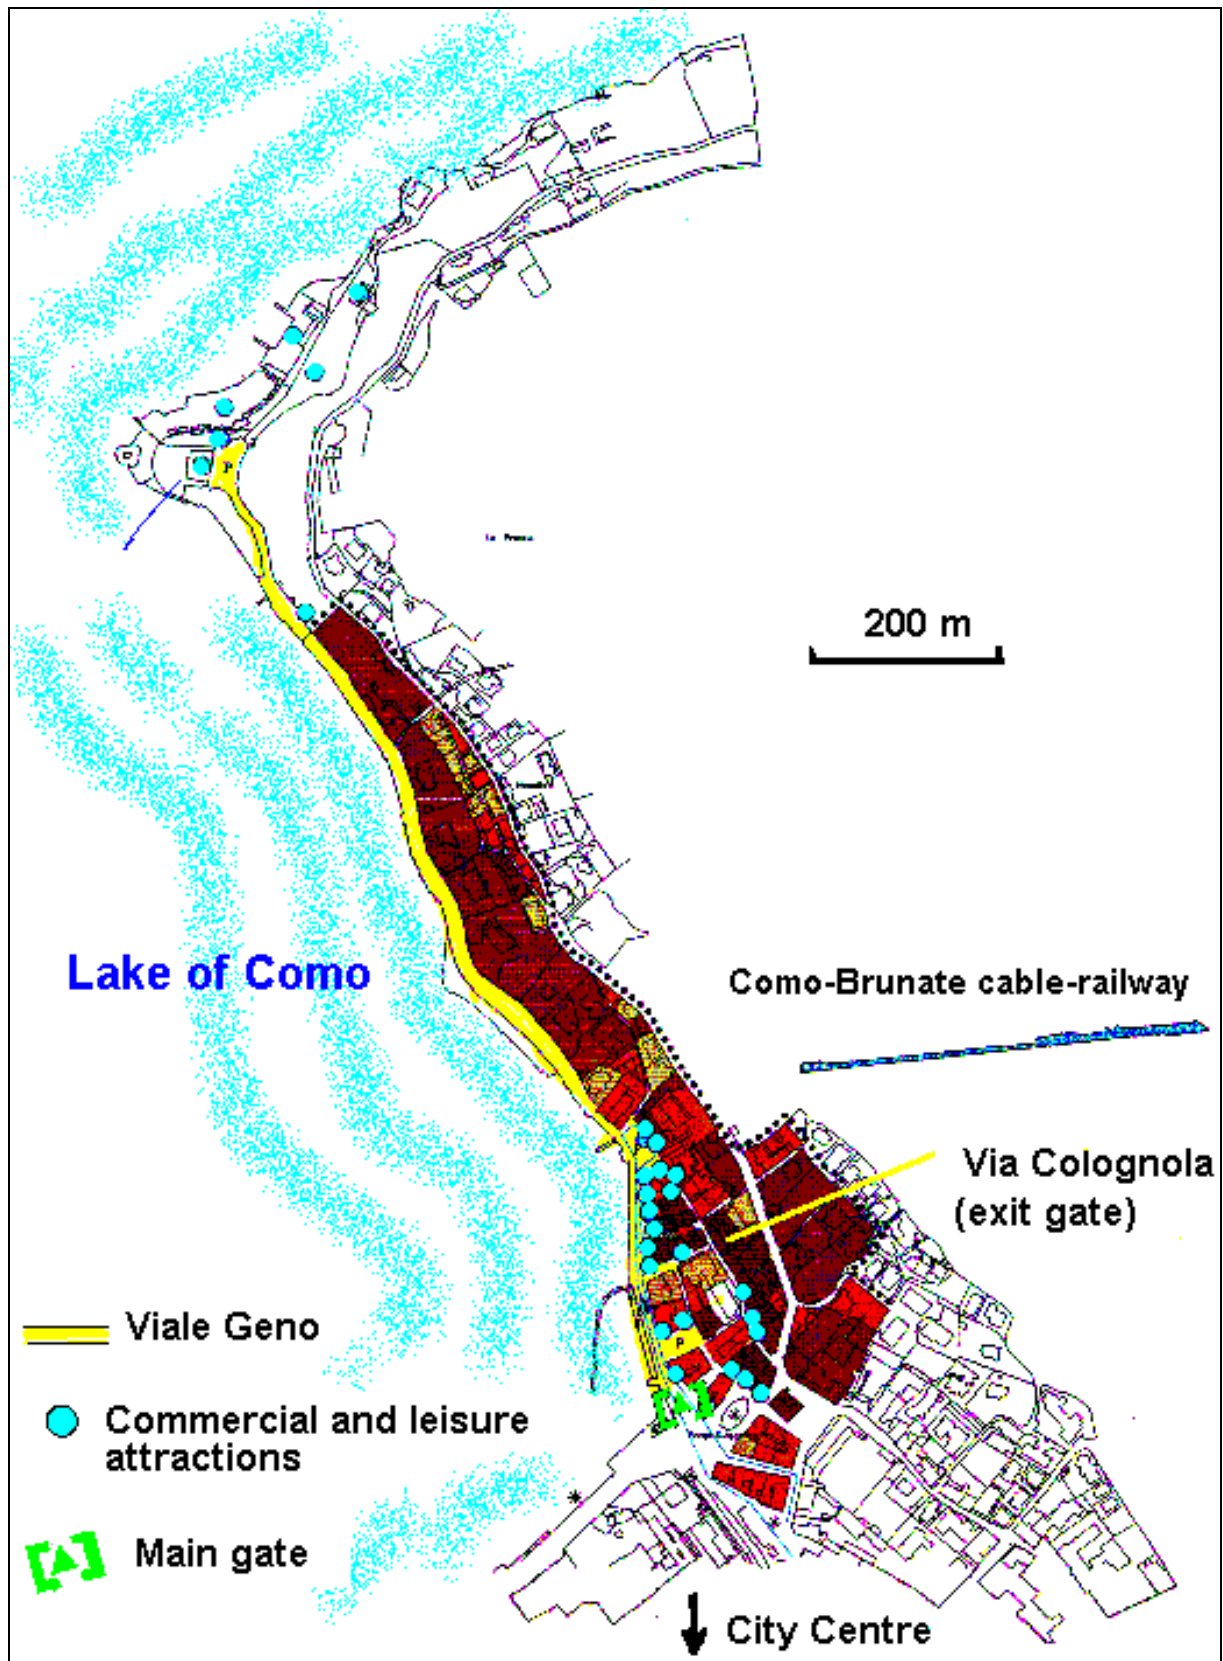 P
200 m
Lake of Como
Como-Brunate cable-railway
Via Colognola
(exit gate)
P
Viale Geno
Commercial and leisure
attractions
Main gate
City Centre